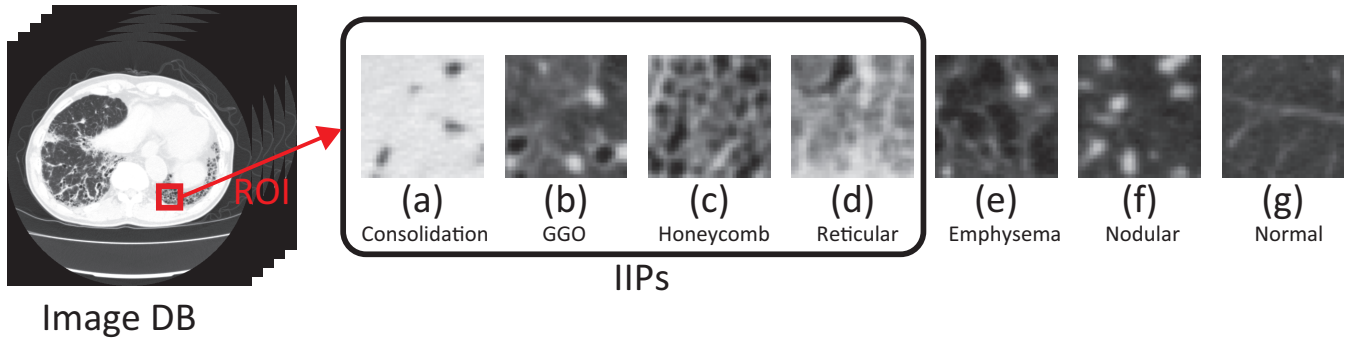 ROI
(a) (b) (c) (d) (e) (f) (g)
Consolidation GGO Honeycomb Reticular Emphysema Nodular Normal
IIPs
Image DB